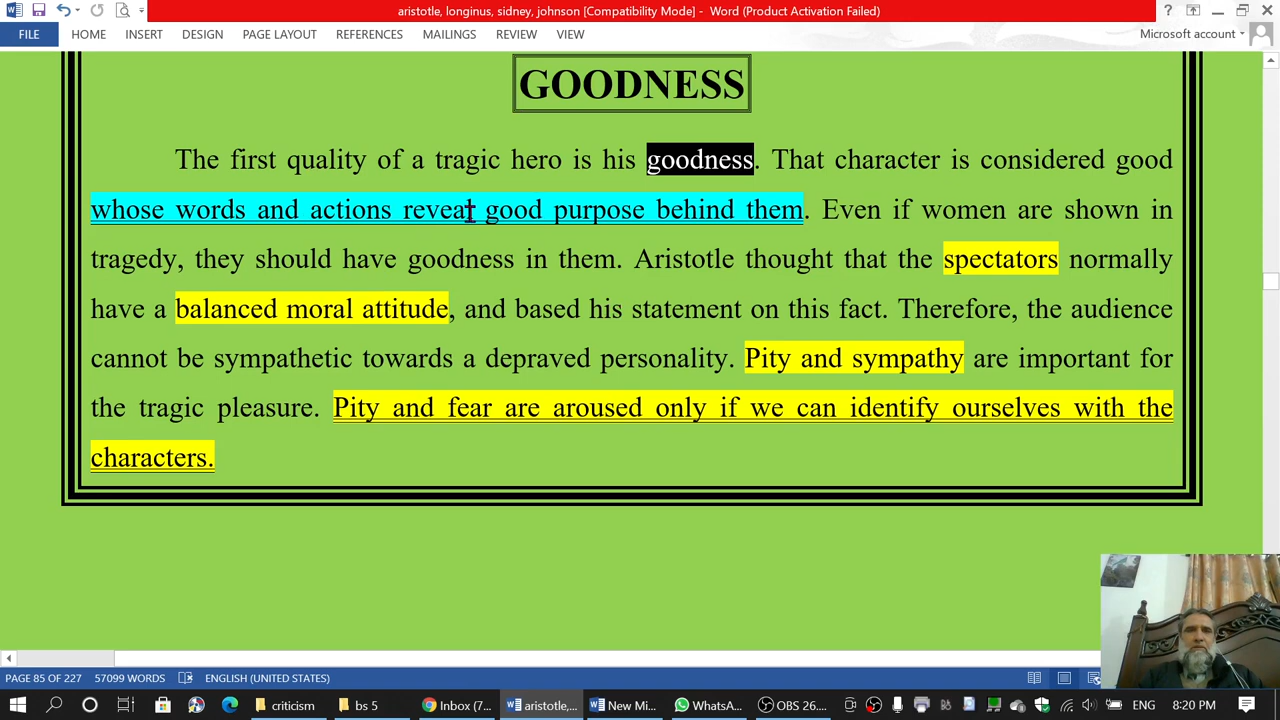 aristotle, longinus, sidney, johnson [Compatibility Mode] - Word (Product Activation Failed)
FILE HOME INSERT DESIGN PAGE LAYOUT REFERENCES MAILINGS REVIEW VIEW Microsoft account
GOODNESS
The first quality of a tragic hero is his goodness. That character is considered good
whose words and actions reveal good purpose behind them. Even if women are shown in
tragedy, they should have goodness in them. Aristotle thought that the spectators normally
have a balanced moral attitude, and based his statement on this fact. Therefore, the audience
cannot be sympathetic towards a depraved personality. Pity and sympathy are important for
the tragic pleasure. Pity and fear are aroused only if we can identify ourselves with the
characters.
PAGE 85 OF 227 57099 WORDS ENGLISH (UNITED STATES)
criticism bs 5 Inbox (7... aristotle,... New Mi... WhatsA... OBS 26.... ENG 8:20 PM